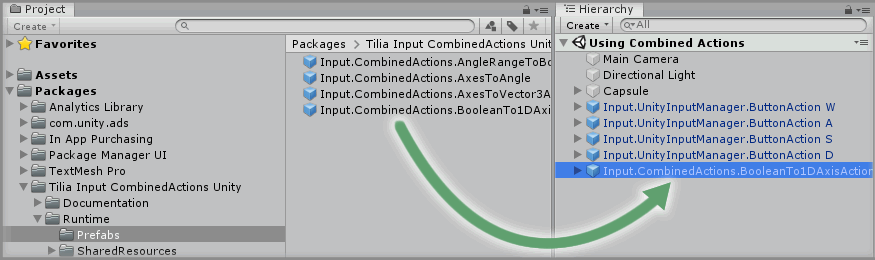 Project
Create
Favorites
Assets
Packages
Analytics Library
com.unity.ads
In App Purchasing
Package Manager UI
TextMesh Pro
Tilia Input CombinedActions Unity
Documentation
Runtime
Prefabs
SharedResources
Packages > Tilia Input CombinedActions Unit
Input.CombinedActions.AngleRangeToBo
Input.CombinedActions.AxesToAngle
Input.CombinedActions.AxesToVector3A
Input.CombinedActions.BooleanTo1DAxis
Hierarchy
Create
All
Using Combined Actions
Main Camera
Directional Light
Capsule
Input.UnityInputManager.ButtonAction W
Input.UnityInputManager.ButtonAction A
Input.UnityInputManager.ButtonAction S
Input.UnityInputManager.ButtonAction D
Input.CombinedActions.BooleanTo1DAxisAction